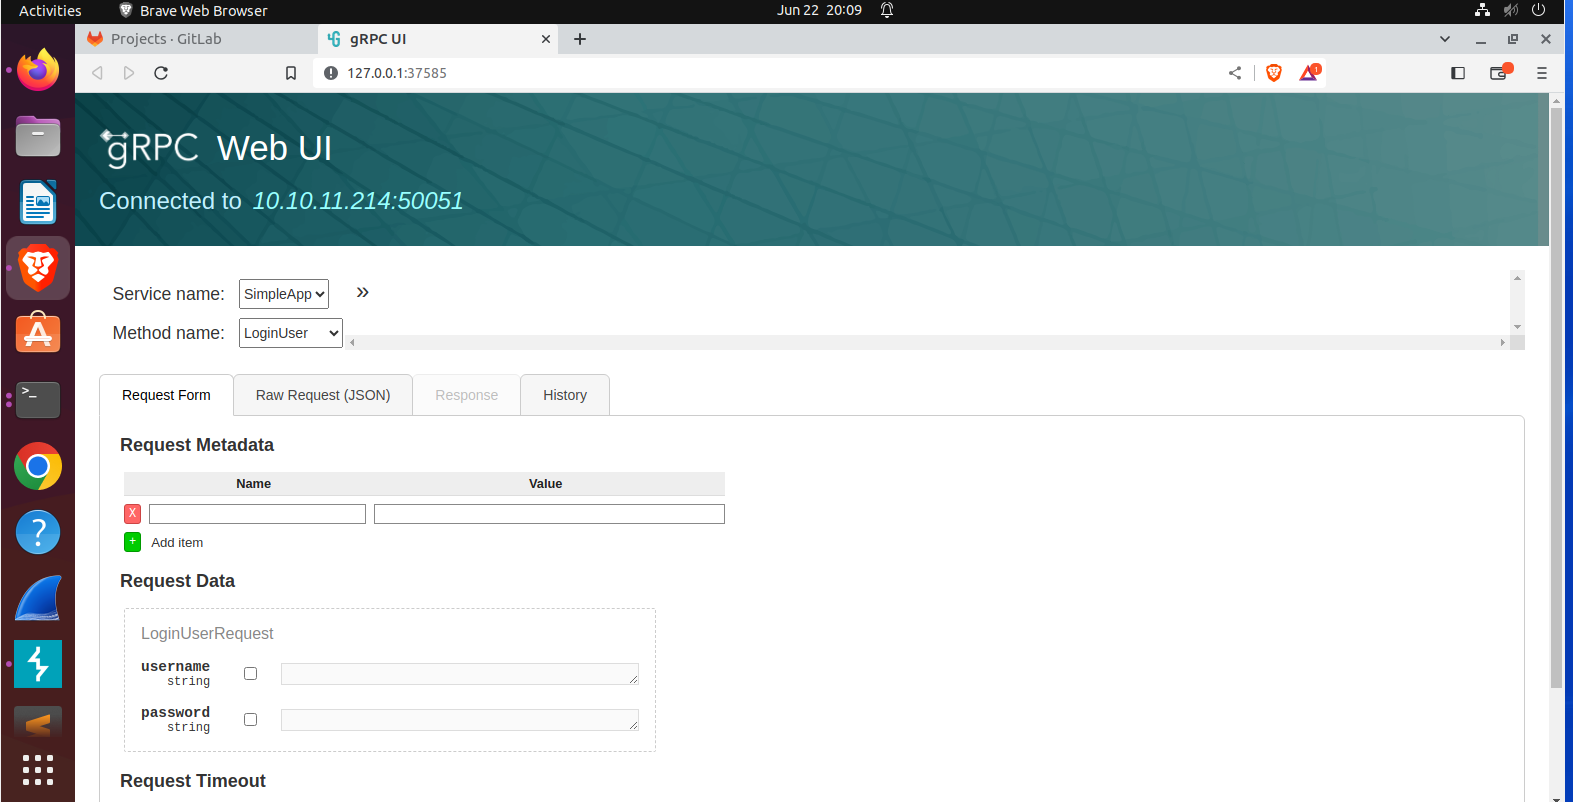 Activities Brave Web Browser Jun 22 20:09
Projects · GitLab gRPC UI
127.0.0.1:37585 1
gRPC Web UI
Connected to 10.10.11.214:50051
Service name: SimpleApp »
Method name: LoginUser
Request Form Raw Request (JSON) Response History
Request Metadata
Name Value
X
+ Add item
Request Data
LoginUserRequest
username
string
password
string
Request Timeout